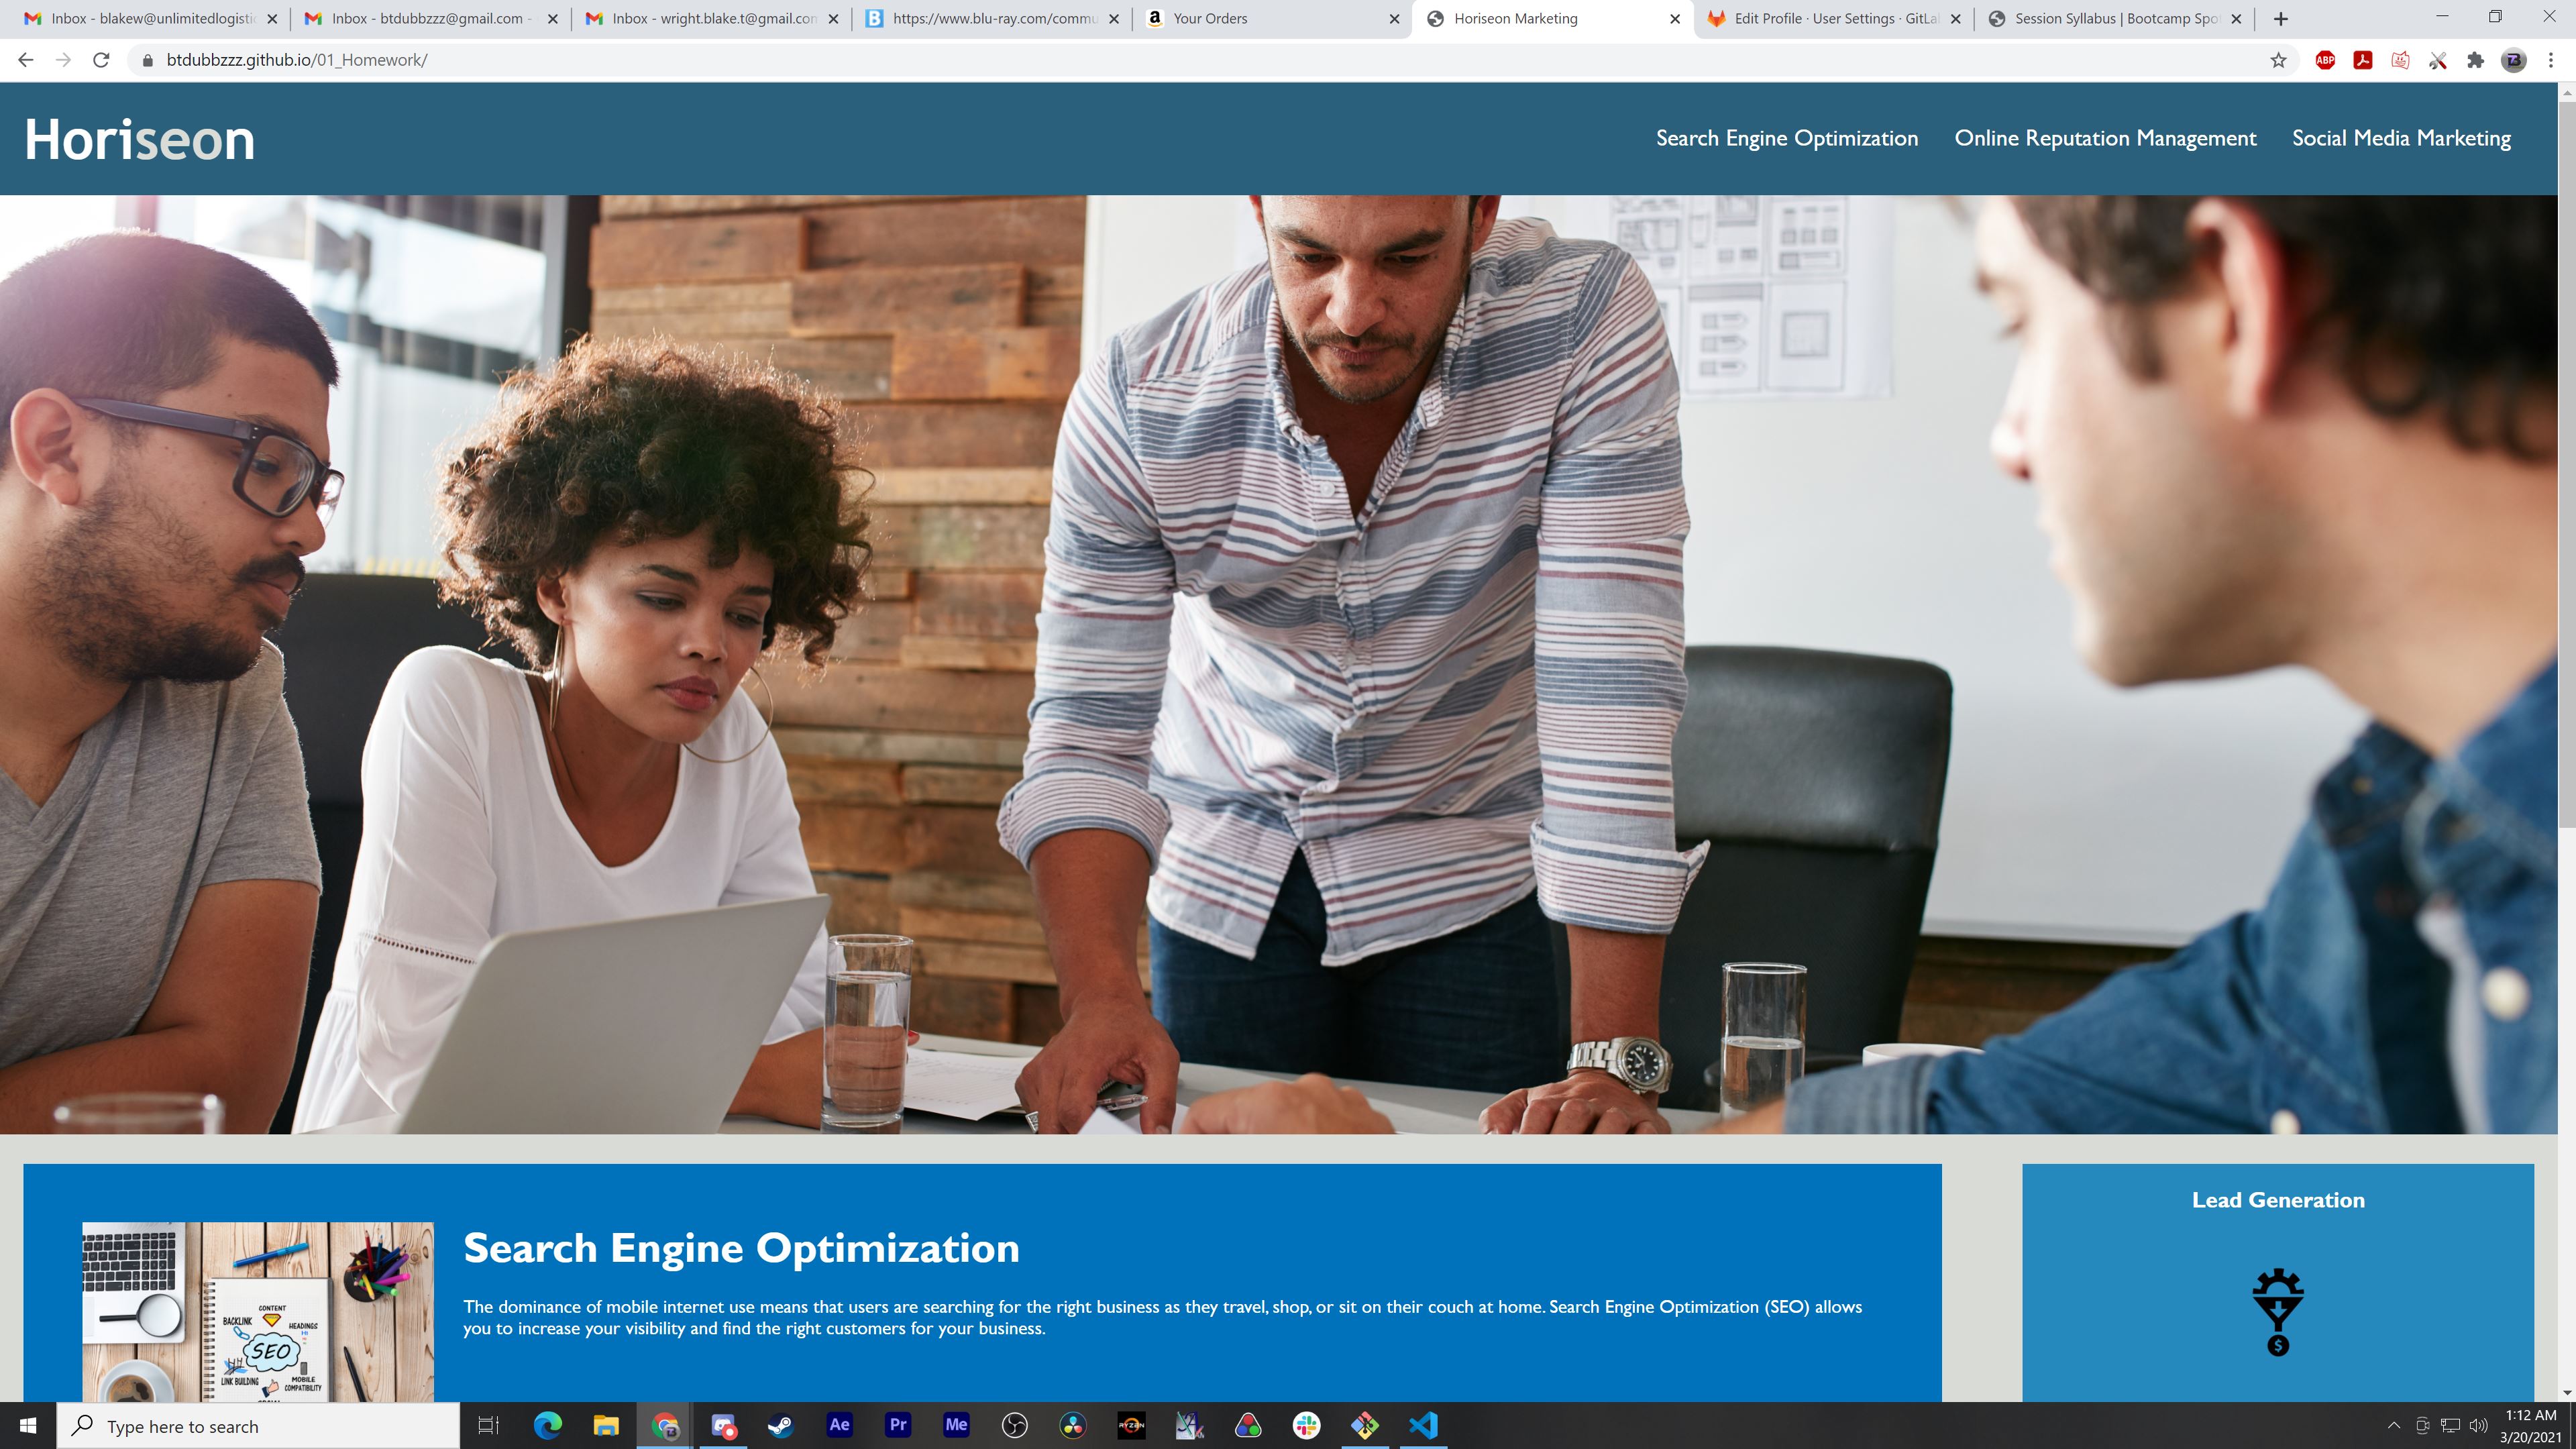 Inbox - blakew@unlimitedlogistic
Inbox - btdubbzzz@gmail.com -
Inbox - wright.blake.t@gmail.com
https://www.blu-ray.com/commu
Your Orders
Horiseon Marketing
Edit Profile · User Settings · GitLa
Session Syllabus | Bootcamp Spo
btdubbzzz.github.io/01_Homework/
ABP
Horiseon
Search Engine Optimization
Online Reputation Management
Social Media Marketing
Search Engine Optimization
The dominance of mobile internet use means that users are searching for the right business as they travel, shop, or sit on their couch at home. Search Engine Optimization (SEO) allows
you to increase your visibility and find the right customers for your business.
CONTENT
BACKLINK
HEADINGS
SEO
LINK BUILDING
MOBILE
COMPATIBILITY
Lead Generation
$
Type here to search
Ae
Pr
Me
RYZEN
1:12 AM
3/20/2021